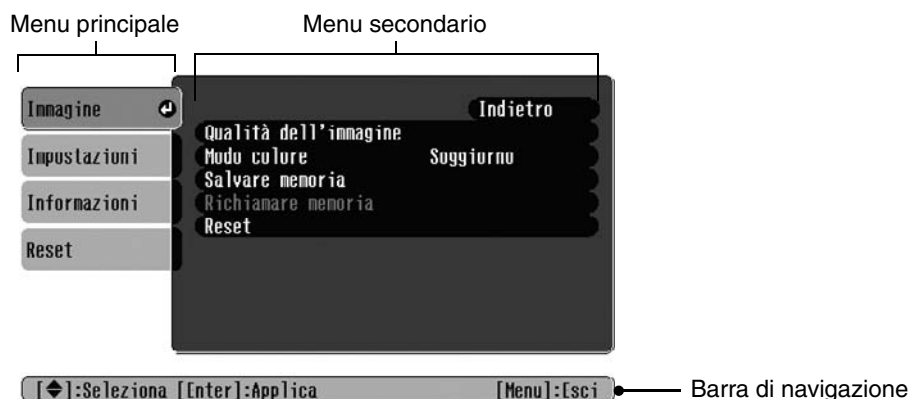 Menu principale
Menu secondario
Immagine
Impostazioni
Informazioni
Reset
Indietro
Qualità dell'immagine
Modo colore Soggiorno
Salvare memoria
Richiamare memoria
Reset
[◆]:Seleziona [Enter]:Applica [Menu]:Esci
Barra di navigazione